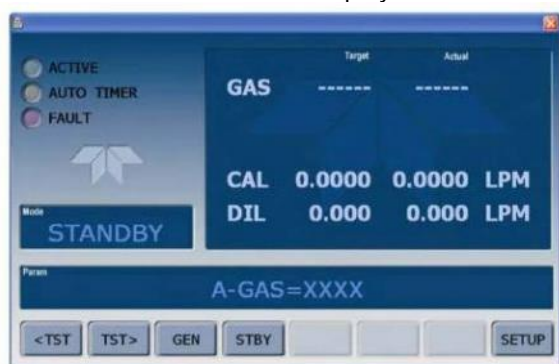 ACTIVE
AUTO TIMER
FAULT
Target Actual
GAS ------ ------
CAL 0.0000 0.0000 LPM
DIL 0.000 0.000 LPM
Mode
STANDBY
Param
A-GAS=XXXX
<TST TST> GEN STBY SETUP